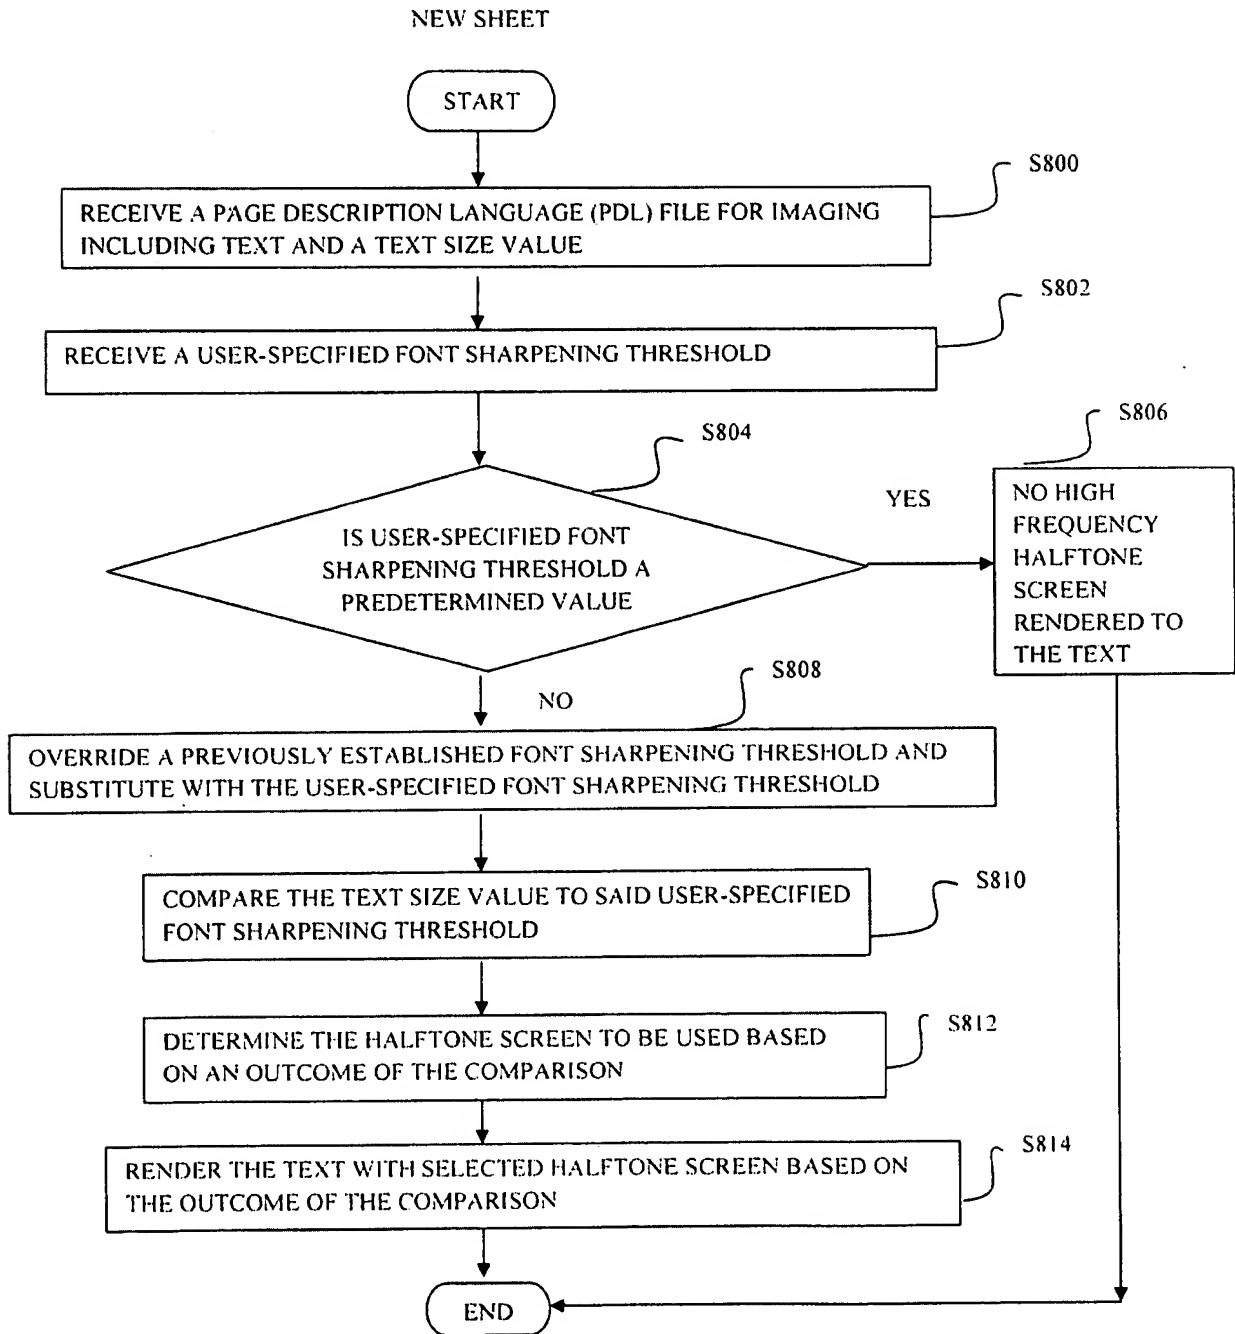 NEW SHEET
START
S800
RECEIVE A PAGE DESCRIPTION LANGUAGE (PDL) FILE FOR IMAGING
INCLUDING TEXT AND A TEXT SIZE VALUE
S802
RECEIVE A USER-SPECIFIED FONT SHARPENING THRESHOLD
S804
IS USER-SPECIFIED FONT
SHARPENING THRESHOLD A
PREDETERMINED VALUE
YES
S806
NO HIGH
FREQUENCY
HALFTONE
SCREEN
RENDERED TO
THE TEXT
NO
S808
OVERRIDE A PREVIOUSLY ESTABLISHED FONT SHARPENING THRESHOLD AND
SUBSTITUTE WITH THE USER-SPECIFIED FONT SHARPENING THRESHOLD
S810
COMPARE THE TEXT SIZE VALUE TO SAID USER-SPECIFIED
FONT SHARPENING THRESHOLD
S812
DETERMINE THE HALFTONE SCREEN TO BE USED BASED
ON AN OUTCOME OF THE COMPARISON
S814
RENDER THE TEXT WITH SELECTED HALFTONE SCREEN BASED ON
THE OUTCOME OF THE COMPARISON
END